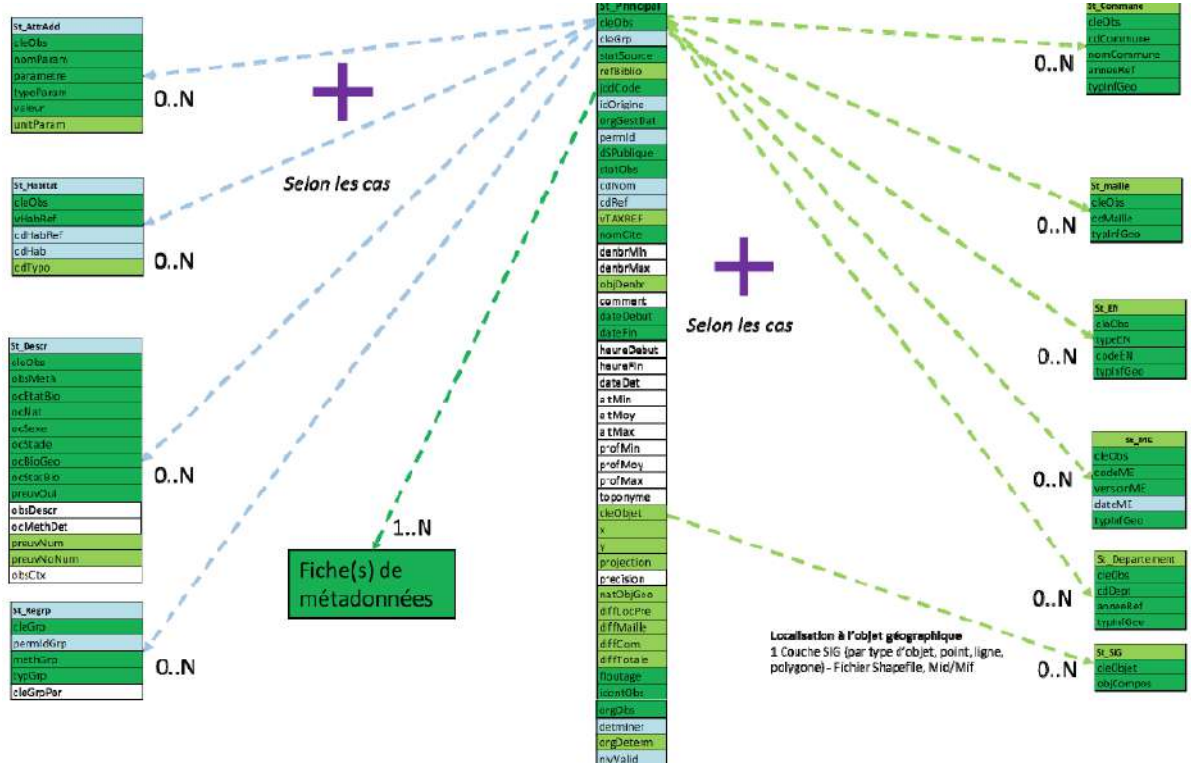 St_AttrAdd
cleObs
nomParam
parametre
typeParam
valeur
unitParam
0..N
Selon les cas
St_Habitat
cleObs
vHabRef
cdHabRef
cdHab
cdTypo
0..N
St_Descr
cleObs
obsMeth
ocEtatBio
ocNat
ocSexe
ocStade
ocBioGeo
ocStatBio
preuvOui
obsDescr
ocMethDet
preuvNum
preuvNoNum
obsCtx
0..N
St_Regrp
cleGrp
permIdGrp
methGrp
typGrp
cleGrpPar
0..N
1..N
Fiche(s) de
métadonnées
St_Principal
cleObs
cleGrp
statSource
refBiblio
jddCode
idOrigine
orgGestDat
permId
dSPublique
statObs
cdNom
cdRef
vTAXREF
nomCite
denbrMin
denbrMax
objDenbr
comment
dateDebut
dateFin
heureDebut
heureFin
dateDet
altMin
altMoy
altMax
profMin
profMoy
profMax
toponyme
cleObjet
x
y
projection
precision
natObjGeo
diffLocPre
diffMaille
diffCom
diffTotale
floutage
identObs
orgObs
detminer
orgDeterm
nivValid
Selon les cas
St_Commune
cleObs
cdCommune
nomCommune
anneeRef
typInfGeo
0..N
St_maille
cleObs
cdMaille
typInfGeo
0..N
St_EN
cleObs
typeEN
codeEN
typInfGeo
0..N
St_ME
cleObs
codeME
versionME
dateME
typInfGeo
0..N
St_Departement
cleObs
cdDept
anneeRef
typInfGeo
0..N
Localisation à l'objet géographique
1 Couche SIG (par type d'objet, point, ligne,
polygone) - Fichier Shapefile, Mid/Mif
St_SIG
cleObjet
objCompos
0..N